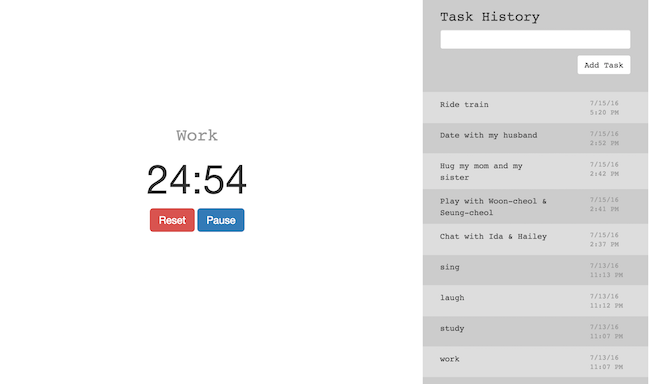 Task History
Add Task
Work
24:54
Reset Pause
Ride train 7/15/16
5:20 PM
Date with my husband 7/15/16
2:52 PM
Hug my mom and my 7/15/16
sister 2:42 PM
Play with Woon-cheol & 7/15/16
Seung-cheol 2:41 PM
Chat with Ida & Hailey 7/15/16
2:37 PM
sing 7/13/16
11:13 PM
laugh 7/13/16
11:12 PM
study 7/13/16
11:07 PM
work 7/13/16
11:07 PM